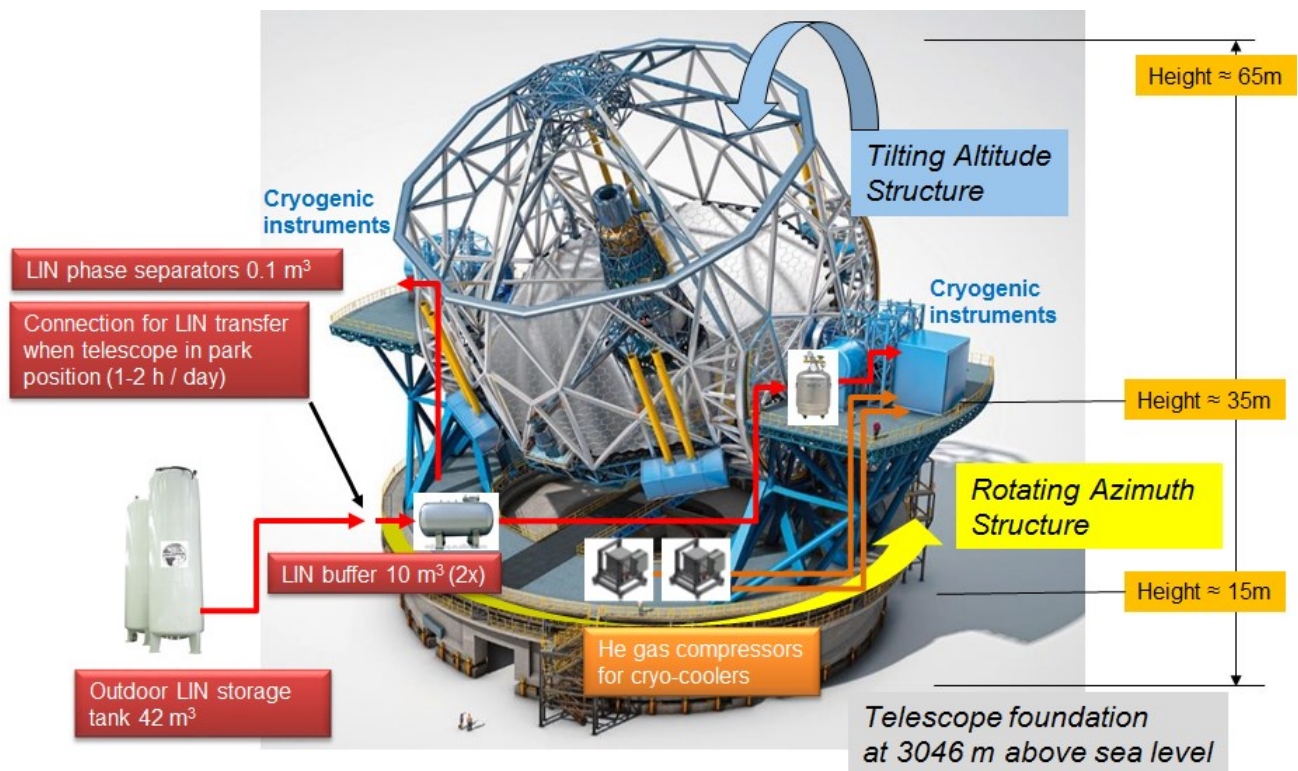 Height ≈ 65m
Tilting Altitude
Structure
Cryogenic
instruments
LIN phase separators 0.1 m³
Connection for LIN transfer
when telescope in park
position (1-2 h / day)
Cryogenic
instruments
Height ≈ 35m
Rotating Azimuth
Structure
LIN buffer 10 m³ (2x)
Height ≈ 15m
He gas compressors
for cryo-coolers
Outdoor LIN storage
tank 42 m³
Telescope foundation
at 3046 m above sea level